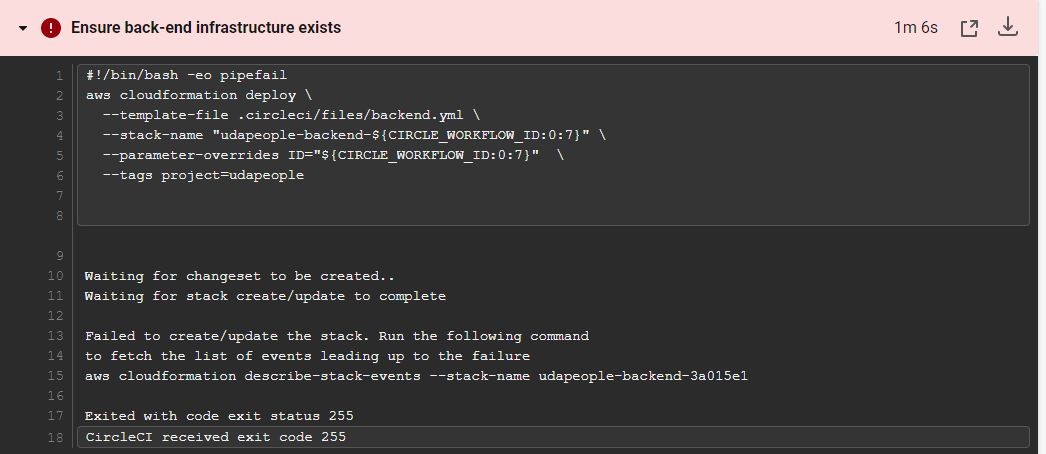 Ensure back-end infrastructure exists 1m 6s
1 #!/bin/bash -eo pipefail
2 aws cloudformation deploy \
3   --template-file .circleci/files/backend.yml \
4   --stack-name "udapeople-backend-${CIRCLE_WORKFLOW_ID:0:7}" \
5   --parameter-overrides ID="${CIRCLE_WORKFLOW_ID:0:7}"  \
6   --tags project=udapeople
7
8
9
10 Waiting for changeset to be created..
11 Waiting for stack create/update to complete
12
13 Failed to create/update the stack. Run the following command
14 to fetch the list of events leading up to the failure
15 aws cloudformation describe-stack-events --stack-name udapeople-backend-3a015e1
16
17 Exited with code exit status 255
18 CircleCI received exit code 255